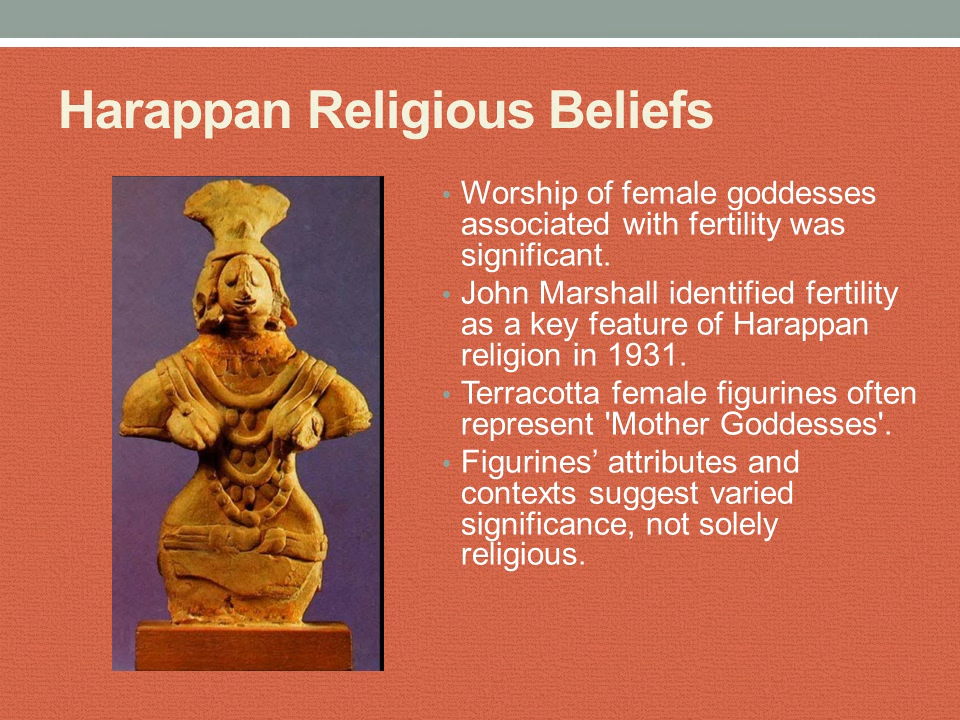 Harappan Religious Beliefs
• Worship of female goddesses
associated with fertility was
significant.
• John Marshall identified fertility
as a key feature of Harappan
religion in 1931.
• Terracotta female figurines often
represent 'Mother Goddesses'.
• Figurines’ attributes and
contexts suggest varied
significance, not solely
religious.